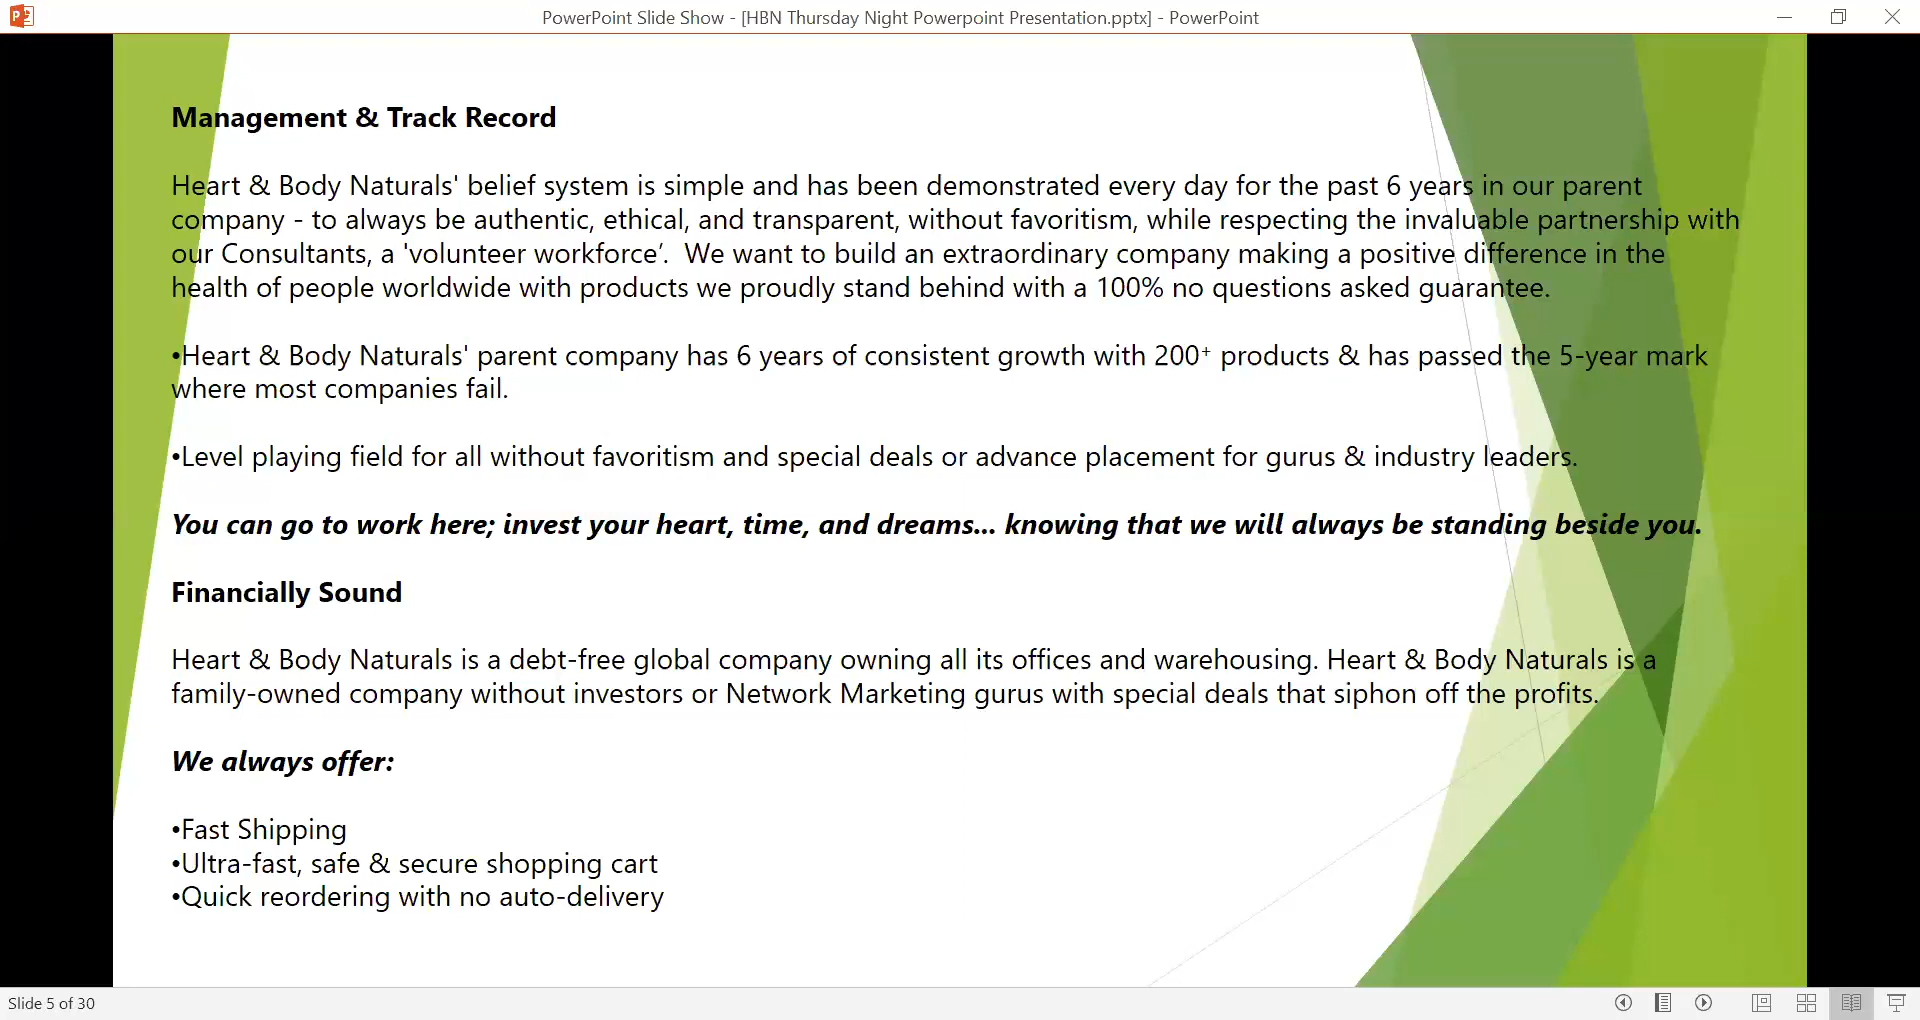 PowerPoint Slide Show - [HBN Thursday Night Powerpoint Presentation.pptx] - PowerPoint
Management & Track Record
Heart & Body Naturals' belief system is simple and has been demonstrated every day for the past 6 years in our parent
company - to always be authentic, ethical, and transparent, without favoritism, while respecting the invaluable partnership with
our Consultants, a 'volunteer workforce’.  We want to build an extraordinary company making a positive difference in the
health of people worldwide with products we proudly stand behind with a 100% no questions asked guarantee.
•Heart & Body Naturals' parent company has 6 years of consistent growth with 200⁺ products & has passed the 5-year mark
where most companies fail.
•Level playing field for all without favoritism and special deals or advance placement for gurus & industry leaders.
You can go to work here; invest your heart, time, and dreams... knowing that we will always be standing beside you.
Financially Sound
Heart & Body Naturals is a debt-free global company owning all its offices and warehousing. Heart & Body Naturals is a
family-owned company without investors or Network Marketing gurus with special deals that siphon off the profits.
We always offer:
•Fast Shipping
•Ultra-fast, safe & secure shopping cart
•Quick reordering with no auto-delivery
Slide 5 of 30